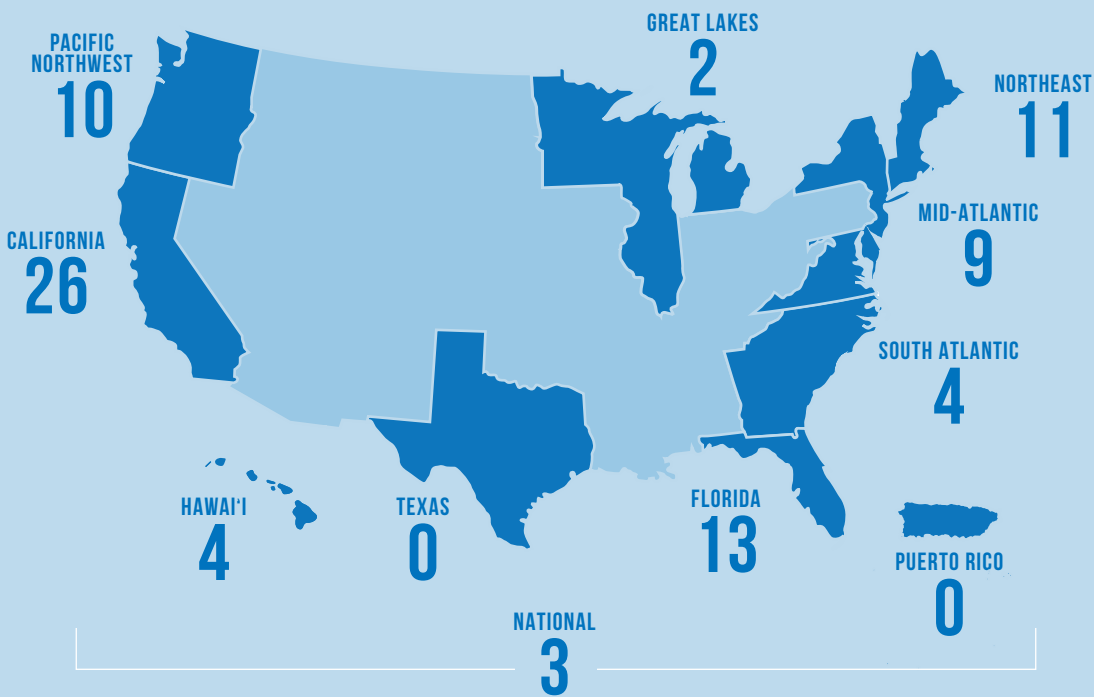 GREAT LAKES
2
PACIFIC
NORTHWEST
10
NORTHEAST
11
MID-ATLANTIC
9
CALIFORNIA
26
SOUTH ATLANTIC
4
HAWAI‘I
4
TEXAS
0
FLORIDA
13
PUERTO RICO
0
NATIONAL
3